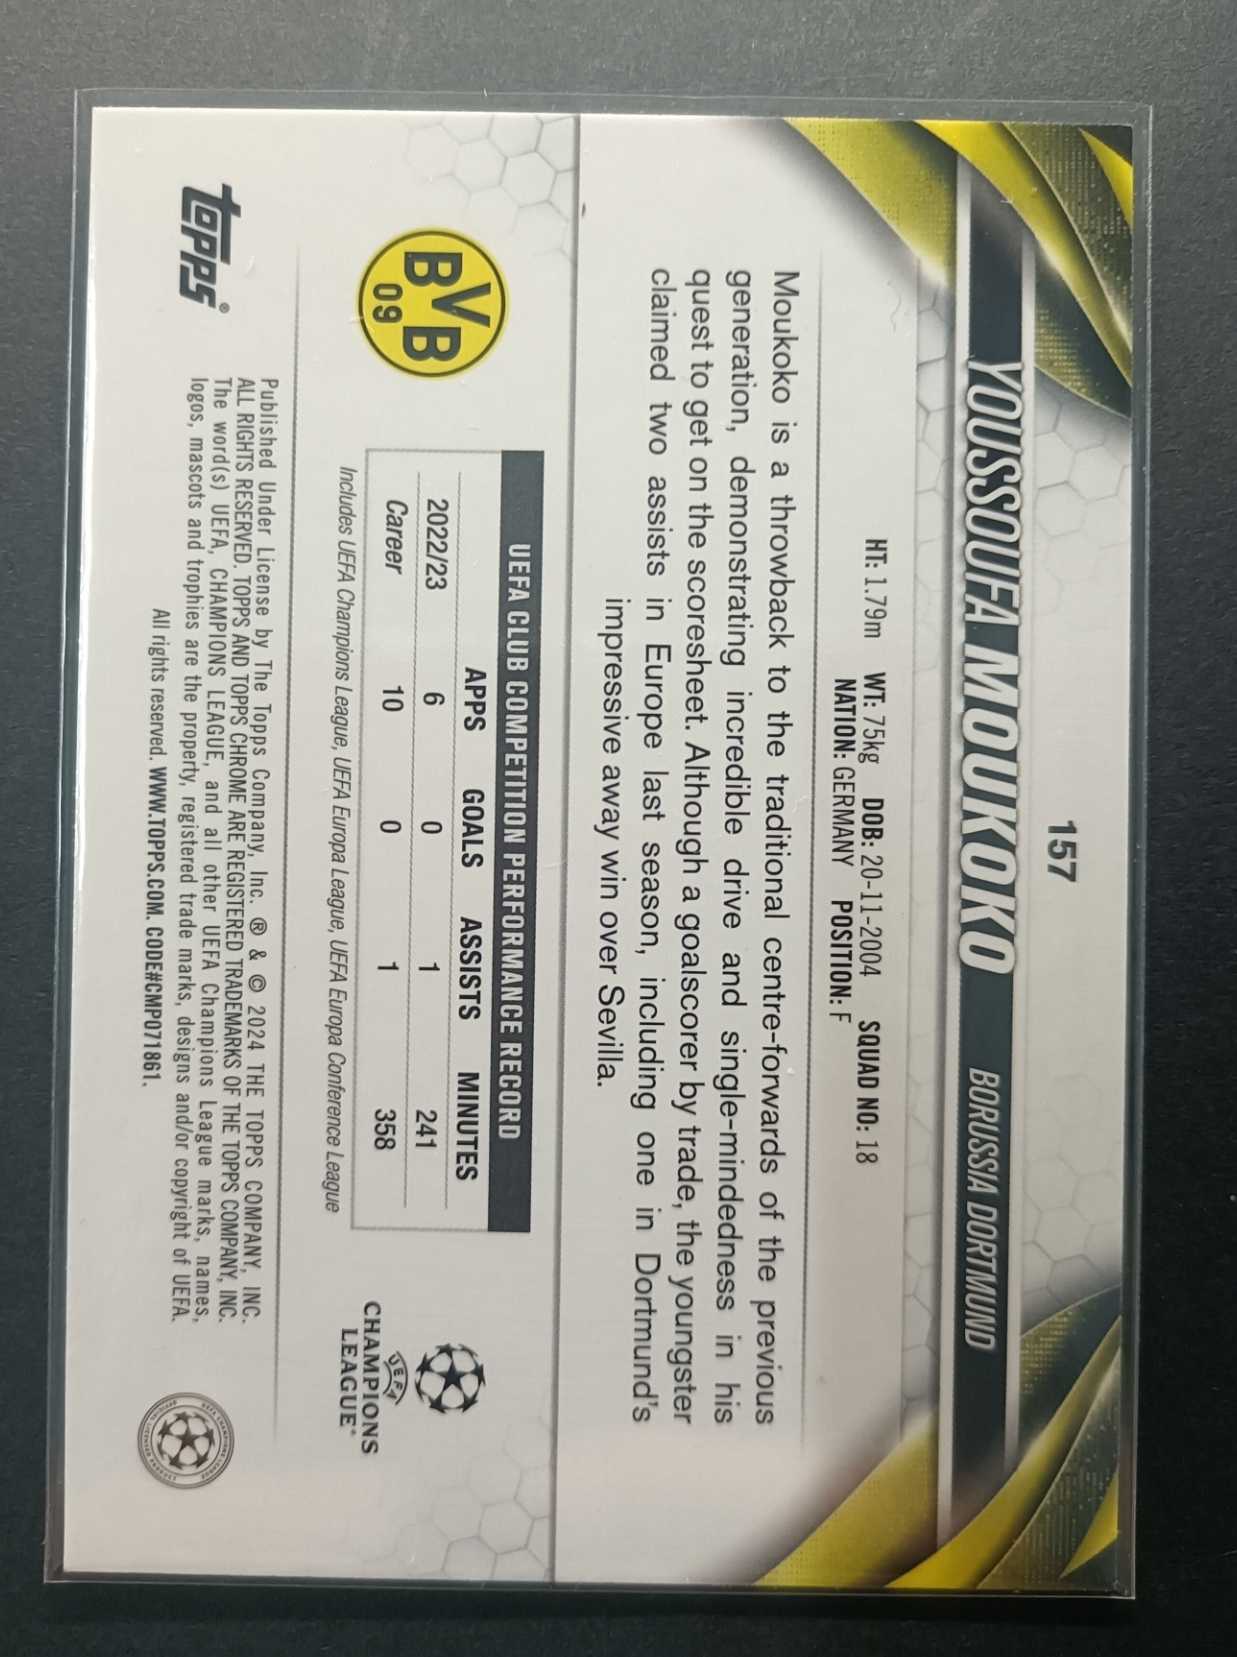 157
YOUSSOUFA MOUKOKO BORUSSIA DORTMUND
HT: 1.79m WT: 75kg DOB: 20-11-2004 SQUAD NO: 18
NATION: GERMANY POSITION: F
Moukoko is a throwback to the traditional centre-forwards of the previous
generation, demonstrating incredible drive and single-mindedness in his
quest to get on the scoresheet. Although a goalscorer by trade, the youngster
claimed two assists in Europe last season, including one in Dortmund's
impressive away win over Sevilla.
BVB
09
UEFA CLUB COMPETITION PERFORMANCE RECORD
APPS GOALS ASSISTS MINUTES
2022/23 6 0 1 241
Career 10 0 1 358
Includes UEFA Champions League, UEFA Europa League, UEFA Europa Conference League
UEFA
CHAMPIONS
LEAGUE®
topps®
Published Under License by The Topps Company, Inc. ® & © 2024 THE TOPPS COMPANY, INC.
ALL RIGHTS RESERVED. TOPPS AND TOPPS CHROME ARE REGISTERED TRADEMARKS OF THE TOPPS COMPANY, INC.
The word(s) UEFA, CHAMPIONS LEAGUE, and all other UEFA Champions League marks, names,
logos, mascots and trophies are the property, registered trade marks, designs and/or copyright of UEFA.
All rights reserved. WWW.TOPPS.COM. CODE#CMP071861.